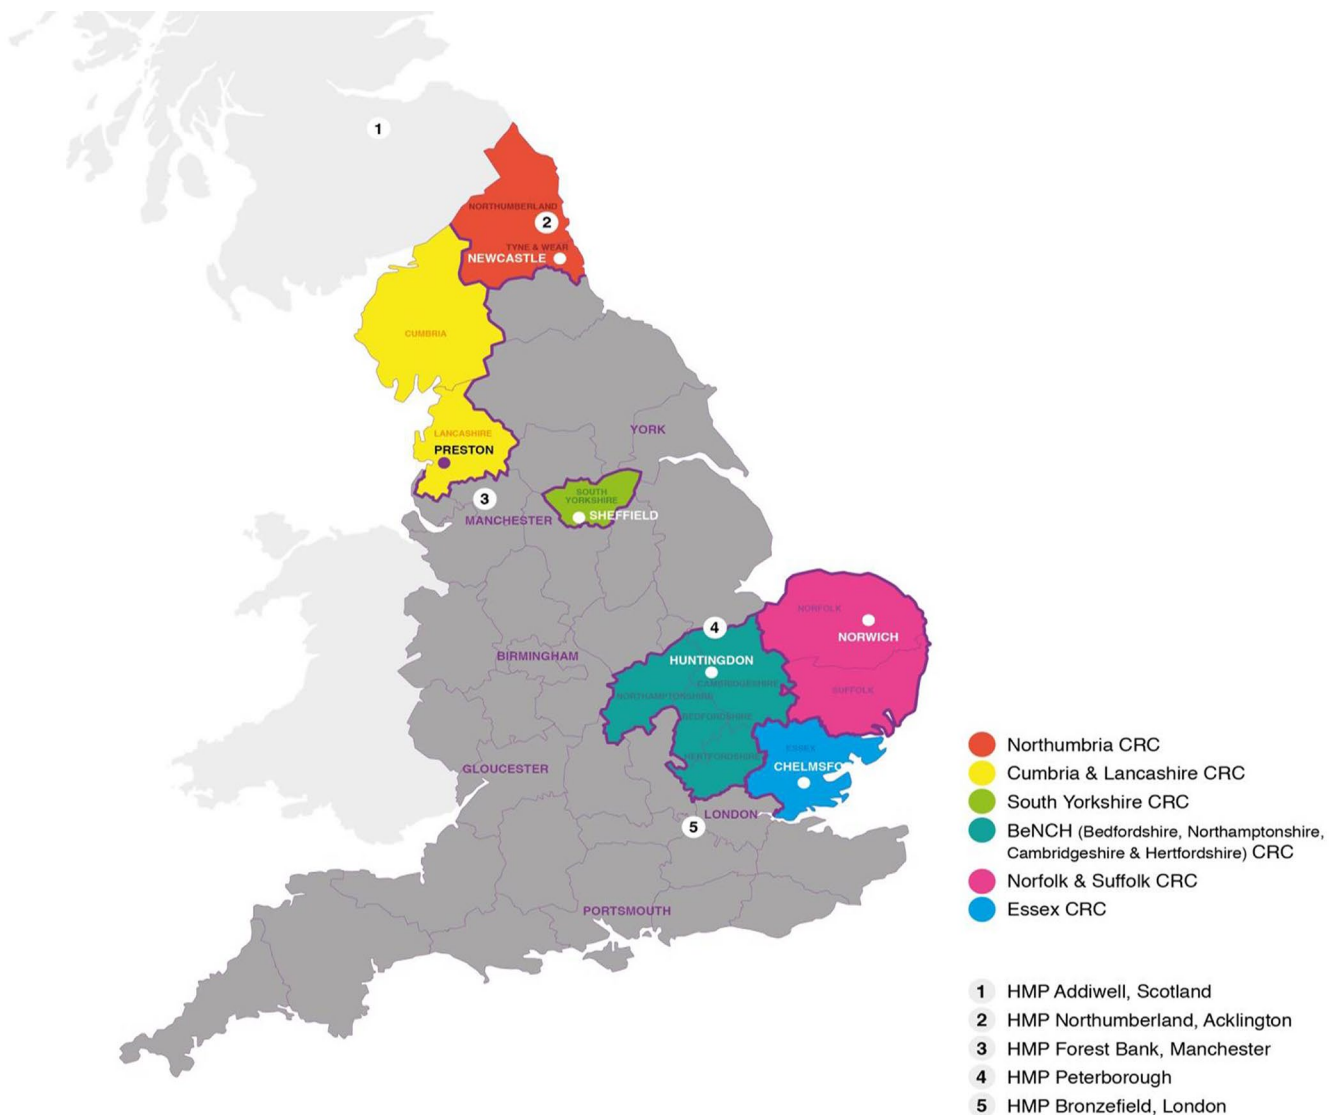 1
NORTHUMBERLAND
2
TYNE & WEAR
NEWCASTLE
CUMBRIA
YORK
LANCASHIRE
PRESTON
3
SOUTH
YORKSHIRE
SHEFFIELD
MANCHESTER
NORFOLK
NORWICH
4
HUNTINGDON
BIRMINGHAM
CAMBRIDGESHIRE
SUFFOLK
NORTHAMPTONSHIRE
BEDFORDSHIRE
ESSEX
HERTFORDSHIRE
CHELMSFO
GLOUCESTER
LONDON
5
PORTSMOUTH
Northumbria CRC
Cumbria & Lancashire CRC
South Yorkshire CRC
BeNCH (Bedfordshire, Northamptonshire,
Cambridgeshire & Hertfordshire) CRC
Norfolk & Suffolk CRC
Essex CRC
1 HMP Addiwell, Scotland
2 HMP Northumberland, Acklington
3 HMP Forest Bank, Manchester
4 HMP Peterborough
5 HMP Bronzefield, London